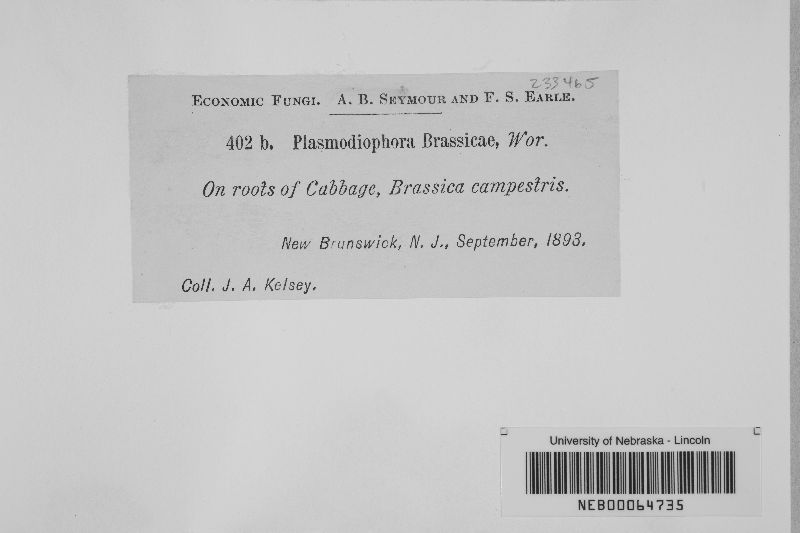 233465
Economic Fungi. A. B. Seymour and F. S. Earle.
402 b. Plasmodiophora Brassicae, Wor.
On roots of Cabbage, Brassica campestris.
New Brunswick, N. J., September, 1893.
Coll. J. A. Kelsey.
University of Nebraska - Lincoln
NEB00064735